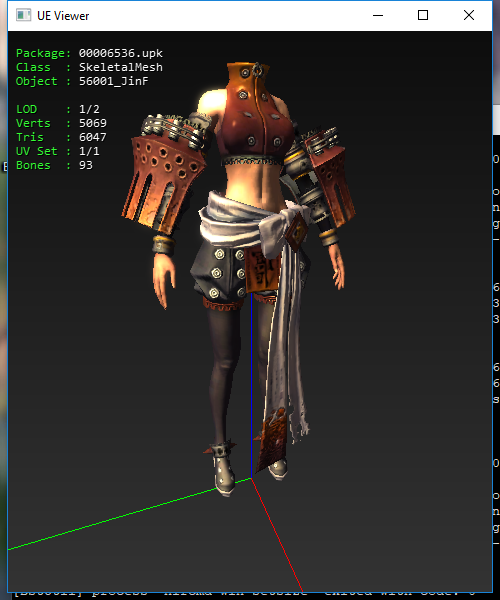 UE Viewer
Package: 00006536.upk
Class  : SkeletalMesh
Object : 56001_JinF
LOD    : 1/2
Verts  : 5069
Tris   : 6047
UV Set : 1/1
Bones  : 93